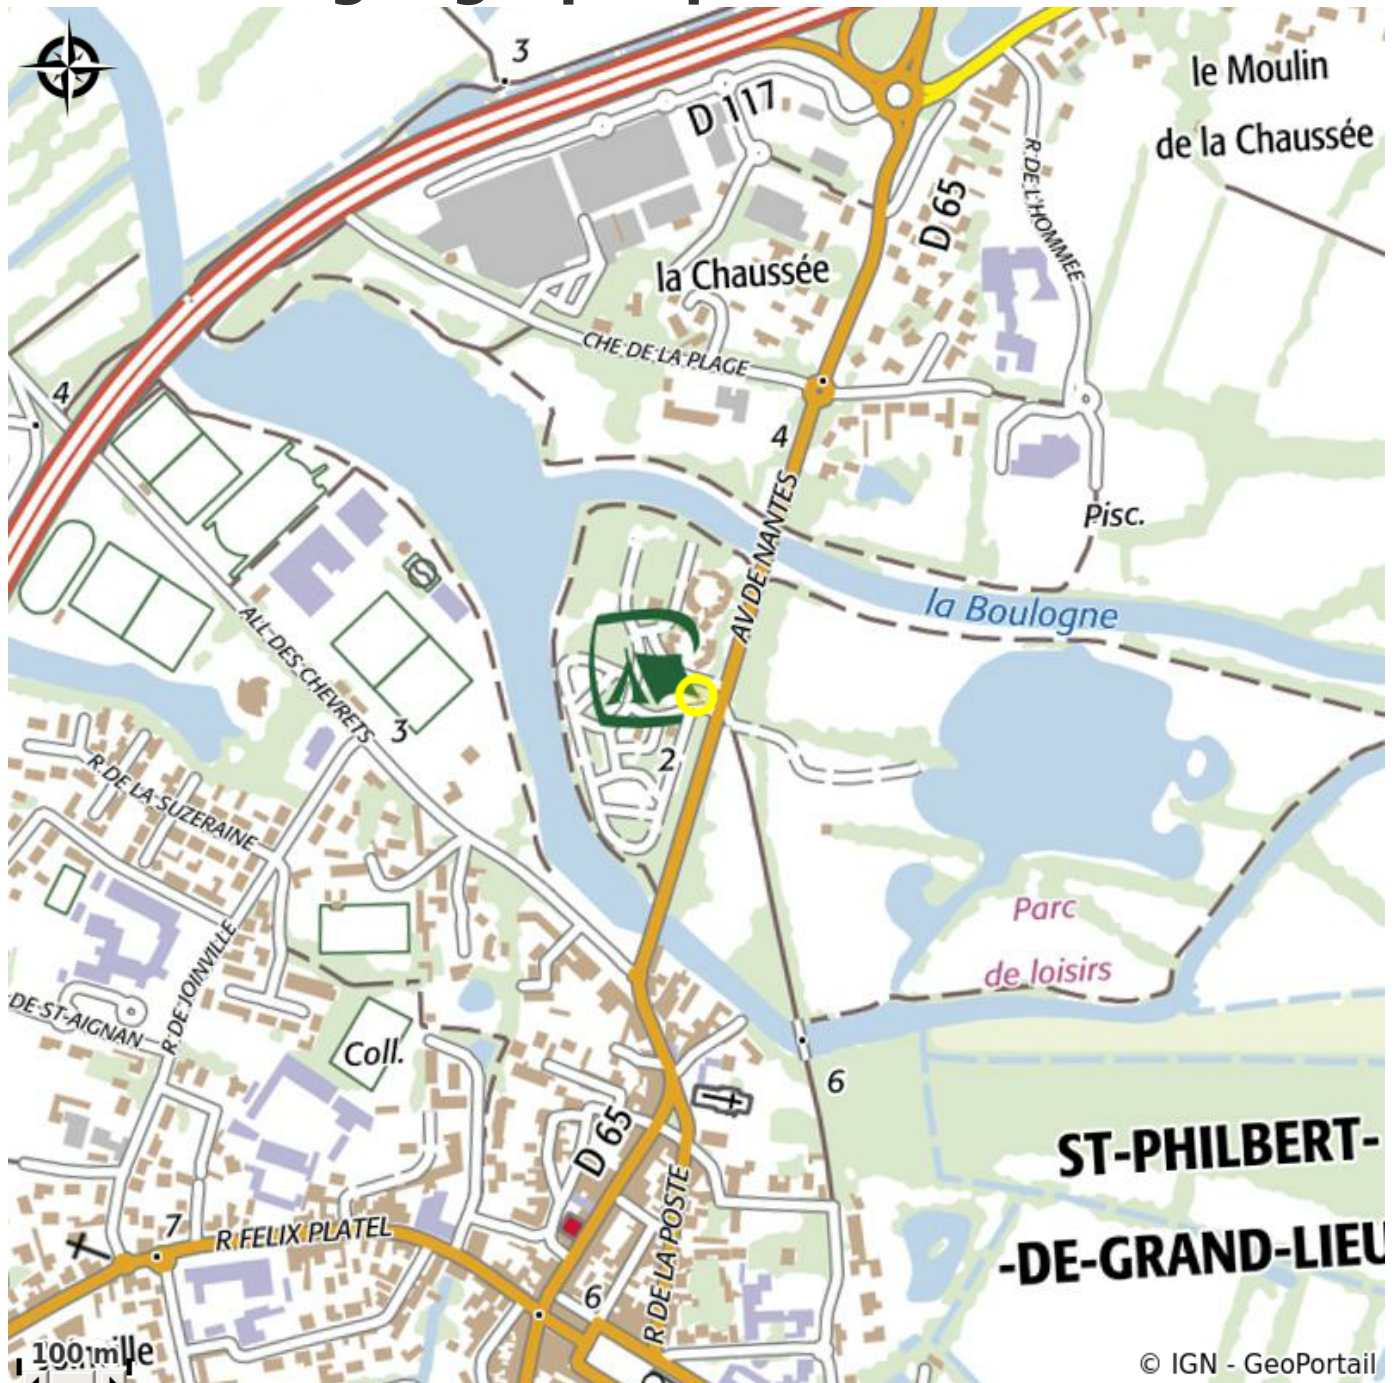 3
D 117
le Moulin
de la Chaussée
R DE L'HOMMEE
D 65
la Chaussée
CHE DE LA PLAGE
4
4
AV DE NANTES
Pisc.
la Boulogne
ALL DES CHEVRETS
3
2
R DE LA SUZERAINE
Parc
de loisirs
R DE JOINVILLE
DE ST-AIGNAN
Coll.
6
D 65
ST-PHILBERT-
-DE-GRAND-LIEU
R DE LA POSTE
7
R FELIX PLATEL
6
100 m
© IGN - GeoPortail